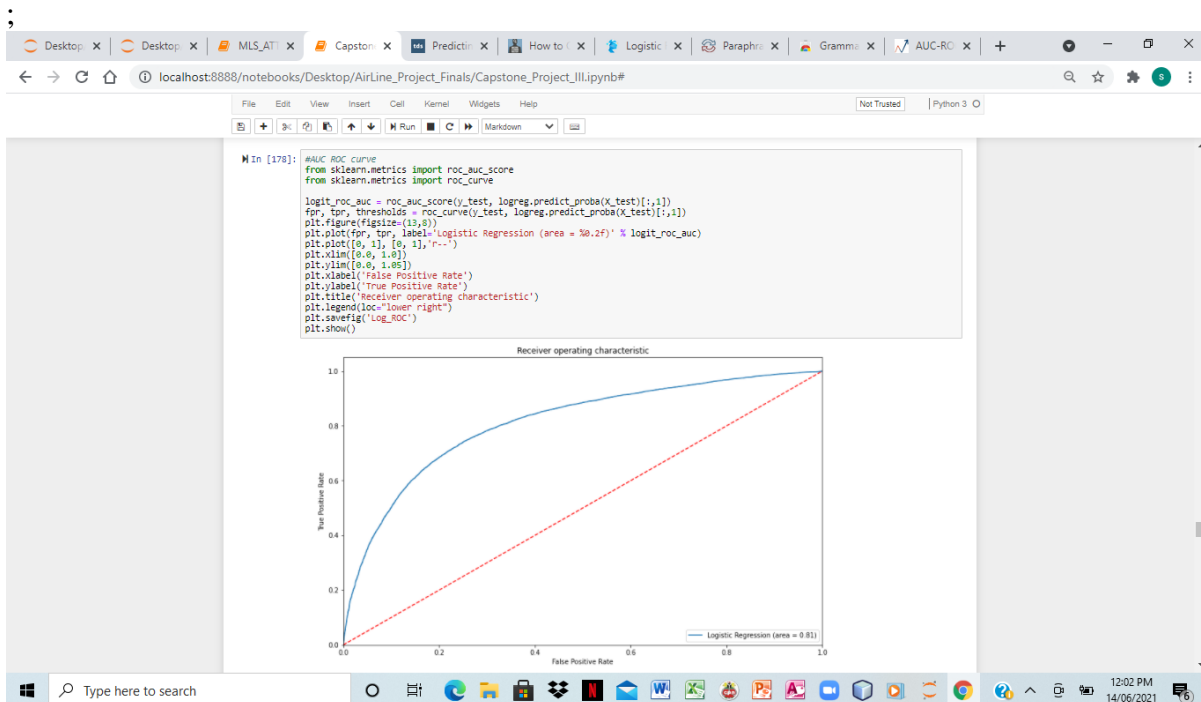 ;
Desktop Desktop MLS_ATT Capston Predictin How to C Logistic Paraphra Gramma AUC-RO
localhost:8888/notebooks/Desktop/AirLine_Project_Finals/Capstone_Project_III.ipynb#
File Edit View Insert Cell Kernel Widgets Help Not Trusted Python 3
Run Markdown
In [178]: #AUC ROC curve
from sklearn.metrics import roc_auc_score
from sklearn.metrics import roc_curve
logit_roc_auc = roc_auc_score(y_test, logreg.predict_proba(X_test)[:,1])
fpr, tpr, thresholds = roc_curve(y_test, logreg.predict_proba(X_test)[:,1])
plt.figure(figsize=(13,8))
plt.plot(fpr, tpr, label='Logistic Regression (area = %0.2f)' % logit_roc_auc)
plt.plot([0, 1], [0, 1],'r--')
plt.xlim([0.0, 1.0])
plt.ylim([0.0, 1.05])
plt.xlabel('False Positive Rate')
plt.ylabel('True Positive Rate')
plt.title('Receiver operating characteristic')
plt.legend(loc="lower right")
plt.savefig('Log_ROC')
plt.show()
Receiver operating characteristic
1.0
0.8
0.6
0.4
0.2
0.0
True Positive Rate
Logistic Regression (area = 0.81)
0.0 0.2 0.4 0.6 0.8 1.0
False Positive Rate
Type here to search
12:02 PM
14/06/2021